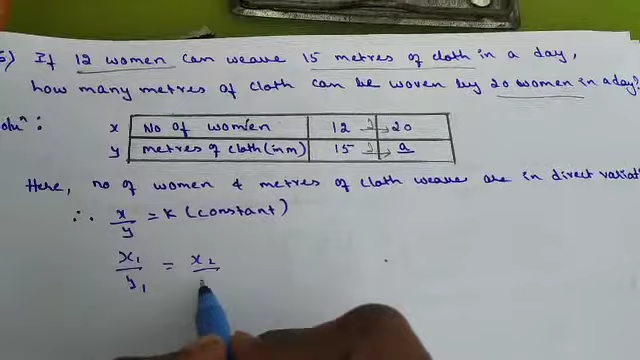 5) If 12 women can weave 15 metres of cloth in a day,
how many metres of cloth can be woven by 20 women in a day?
Soluⁿ:
x No of women 12 20
y metres of cloth (in m) 15 a
Here, no of women & metres of cloth weave are in direct variat
∴ x/y = K (constant)
x₁/y₁ = x₂/